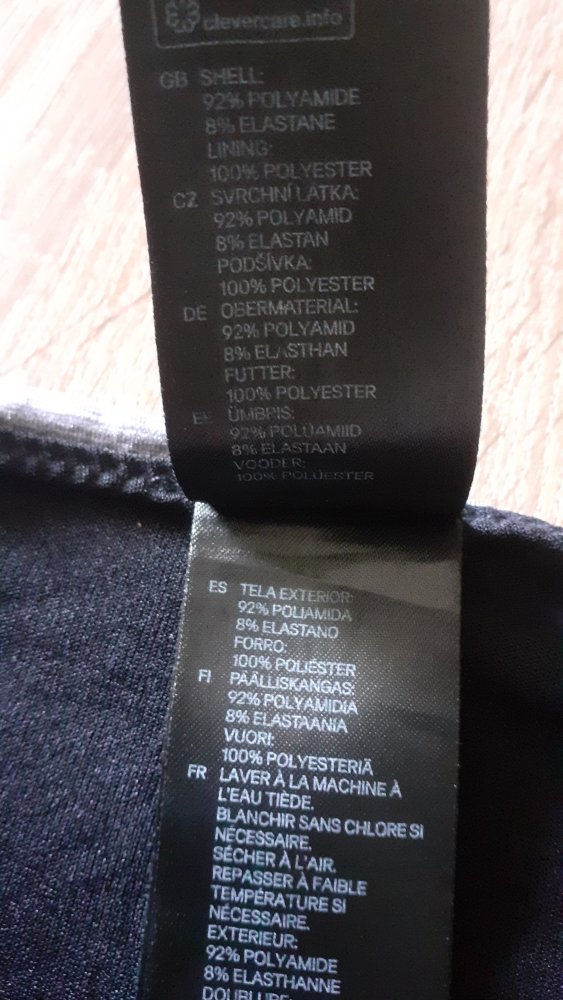 clevercare.info
GB SHELL:
92% POLYAMIDE
8% ELASTANE
LINING:
100% POLYESTER
CZ SVRCHNÍ LÁTKA:
92% POLYAMID
8% ELASTAN
PODŠÍVKA:
100% POLYESTER
DE OBERMATERIAL:
92% POLYAMID
8% ELASTHAN
FUTTER:
100% POLYESTER
EE ÜMBRIS:
92% POLÜAMIID
8% ELASTAAN
VOODER:
100% POLÜESTER
ES TELA EXTERIOR:
92% POLIAMIDA
8% ELASTANO
FORRO:
100% POLIÉSTER
FI PÄÄLLISKANGAS:
92% POLYAMIDIA
8% ELASTAANIA
VUORI:
100% POLYESTERIÄ
FR LAVER À LA MACHINE À
L'EAU TIÈDE.
BLANCHIR SANS CHLORE SI
NÉCESSAIRE.
SÉCHER À L'AIR.
REPASSER À FAIBLE
TEMPÉRATURE SI
NÉCESSAIRE.
EXTERIEUR:
92% POLYAMIDE
8% ELASTHANNE
DOUBLURE: